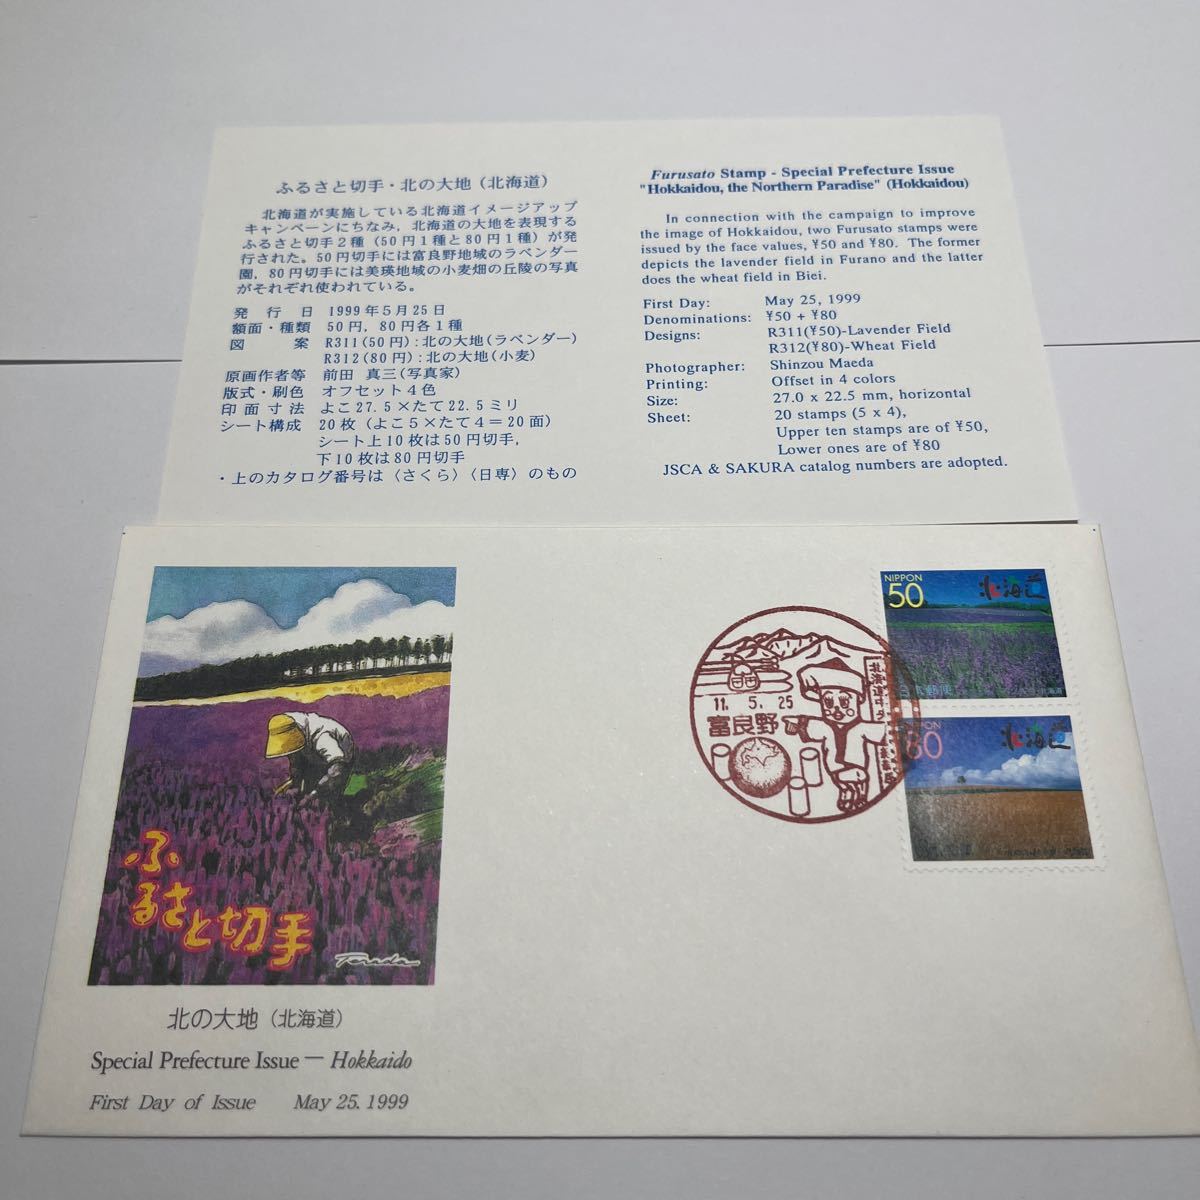 ふるさと切手・北の大地（北海道）
北海道が実施している北海道イメージアップ
キャンペーンにちなみ，北海道の大地を表現する
ふるさと切手２種（50円１種と80円１種）が発
行された。50円切手には富良野地域のラベンダー
園，80円切手には美瑛地域の小麦畑の丘陵の写真
がそれぞれ使われている。
発行日 1999年５月25日
額面・種類 50円，80円各１種
図案 R311(50円)：北の大地(ラベンダー)
R312(80円)：北の大地(小麦)
原画作者等 前田 真三(写真家)
版式・刷色 オフセット４色
印面寸法 よこ27.5×たて22.5ミリ
シート構成 20枚（よこ５×たて４＝20面）
シート上10枚は50円切手，
下10枚は80円切手
・上のカタログ番号は〈さくら〉〈日専〉のもの
Furusato Stamp - Special Prefecture Issue
"Hokkaidou, the Northern Paradise" (Hokkaidou)
In connection with the campaign to improve
the image of Hokkaidou, two Furusato stamps were
issued by the face values, ¥50 and ¥80. The former
depicts the lavender field in Furano and the latter
does the wheat field in Biei.
First Day: May 25, 1999
Denominations: ¥50 + ¥80
Designs: R311(¥50)-Lavender Field
R312(¥80)-Wheat Field
Photographer: Shinzou Maeda
Printing: Offset in 4 colors
Size: 27.0 x 22.5 mm, horizontal
Sheet: 20 stamps (5 x 4),
Upper ten stamps are of ¥50,
Lower ones are of ¥80
JSCA & SAKURA catalog numbers are adopted.
ふるさと切手
Terada
北の大地（北海道）
Special Prefecture Issue — Hokkaido
First Day of Issue May 25. 1999
11. 5. 25
富良野
NIPPON
50
北海道
NIPPON
80
北海道